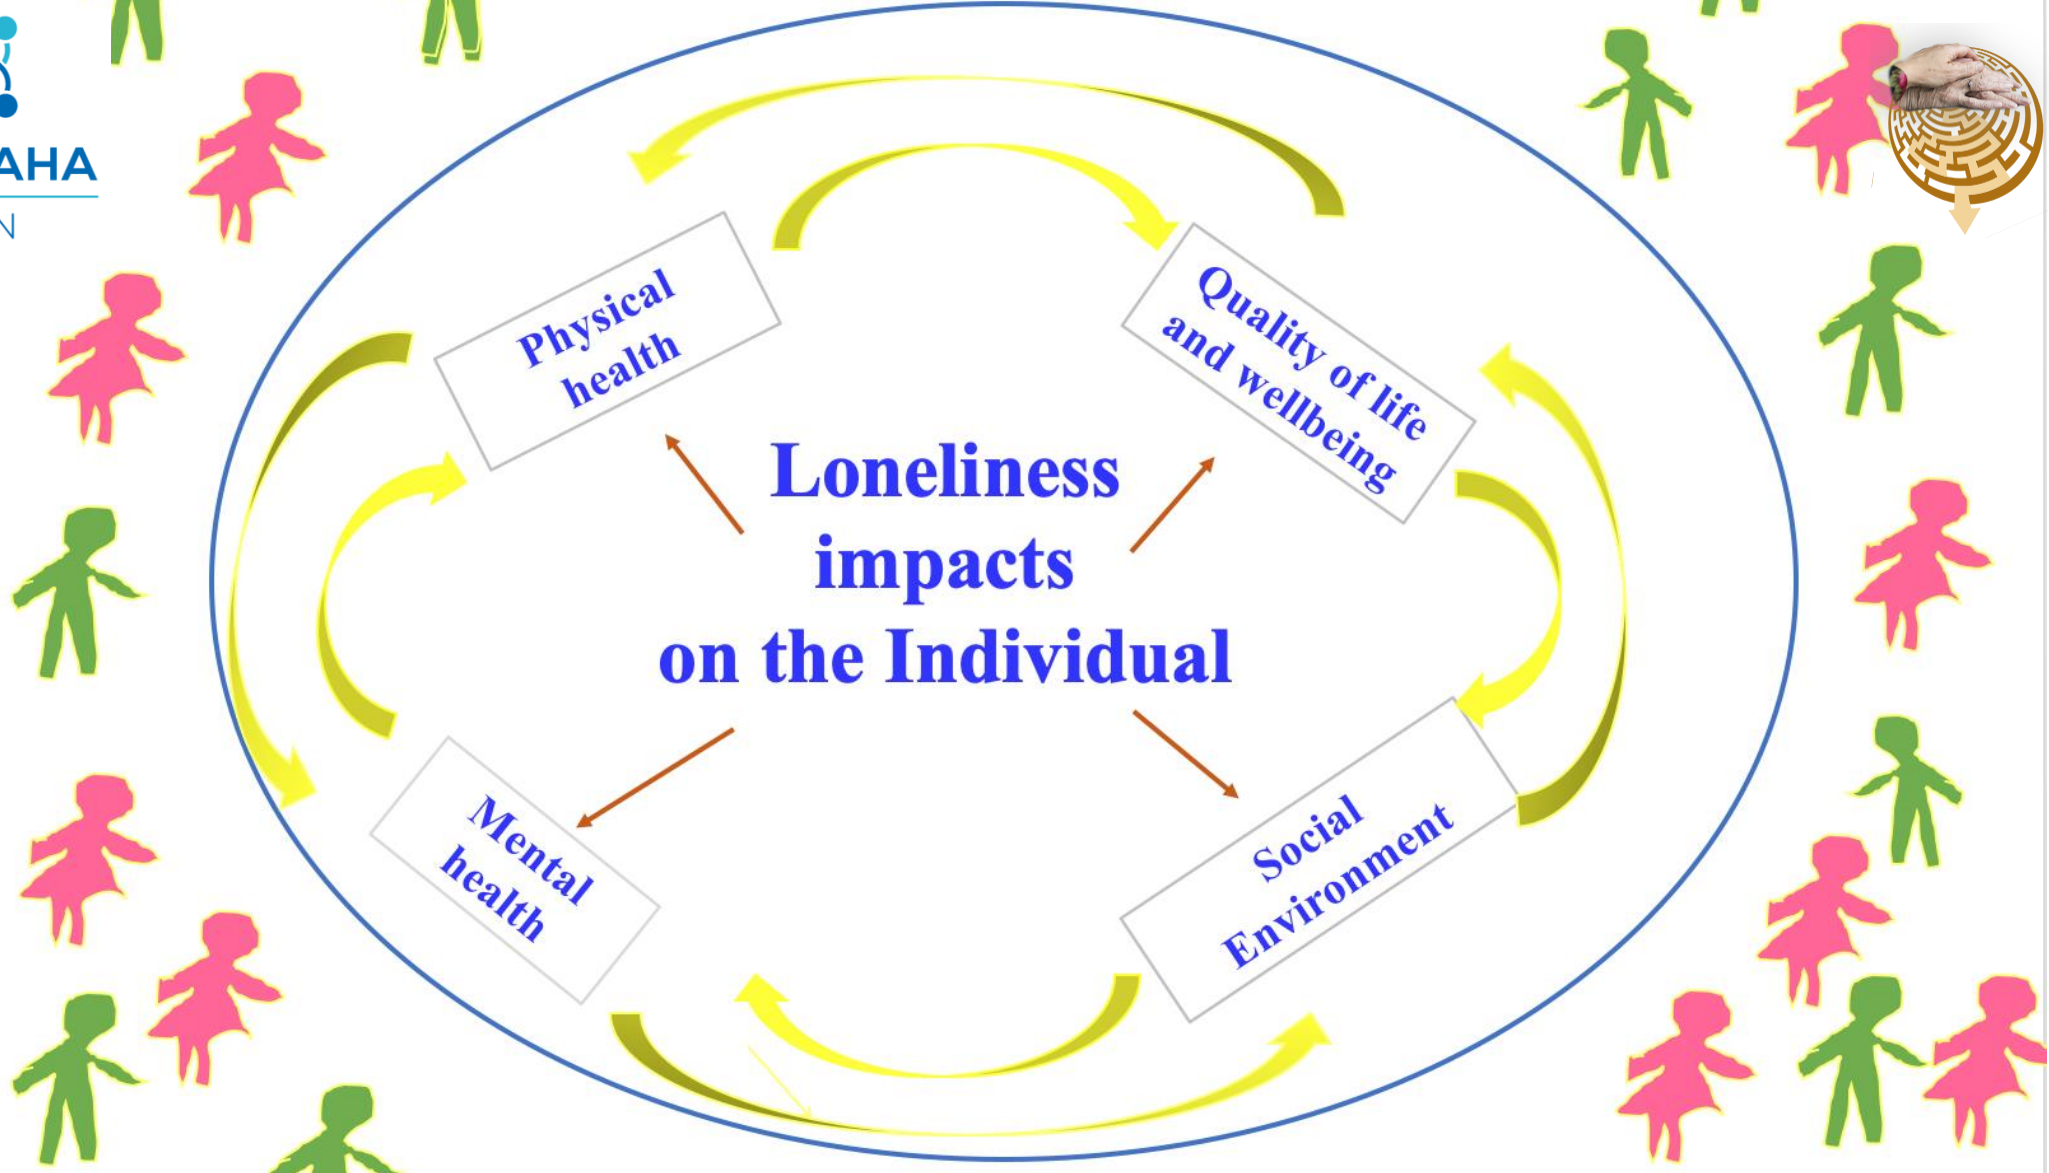 AHA
N
Physical
health
Quality of life
and wellbeing
Loneliness
impacts
on the Individual
Mental
health
Social
Environment